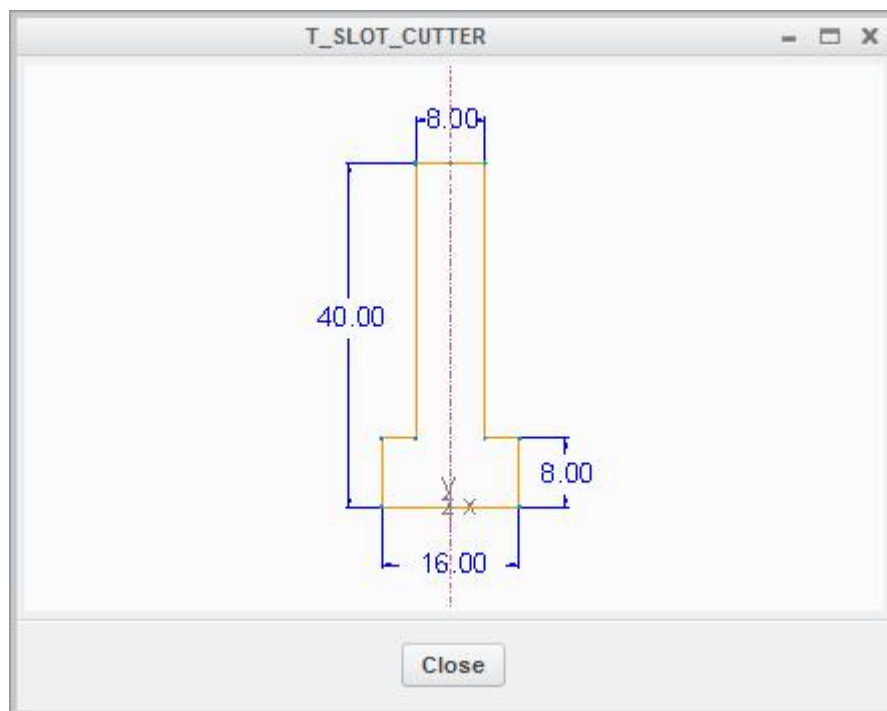 T_SLOT_CUTTER
8.00
40.00
8.00
Y
Z X
16.00
Close